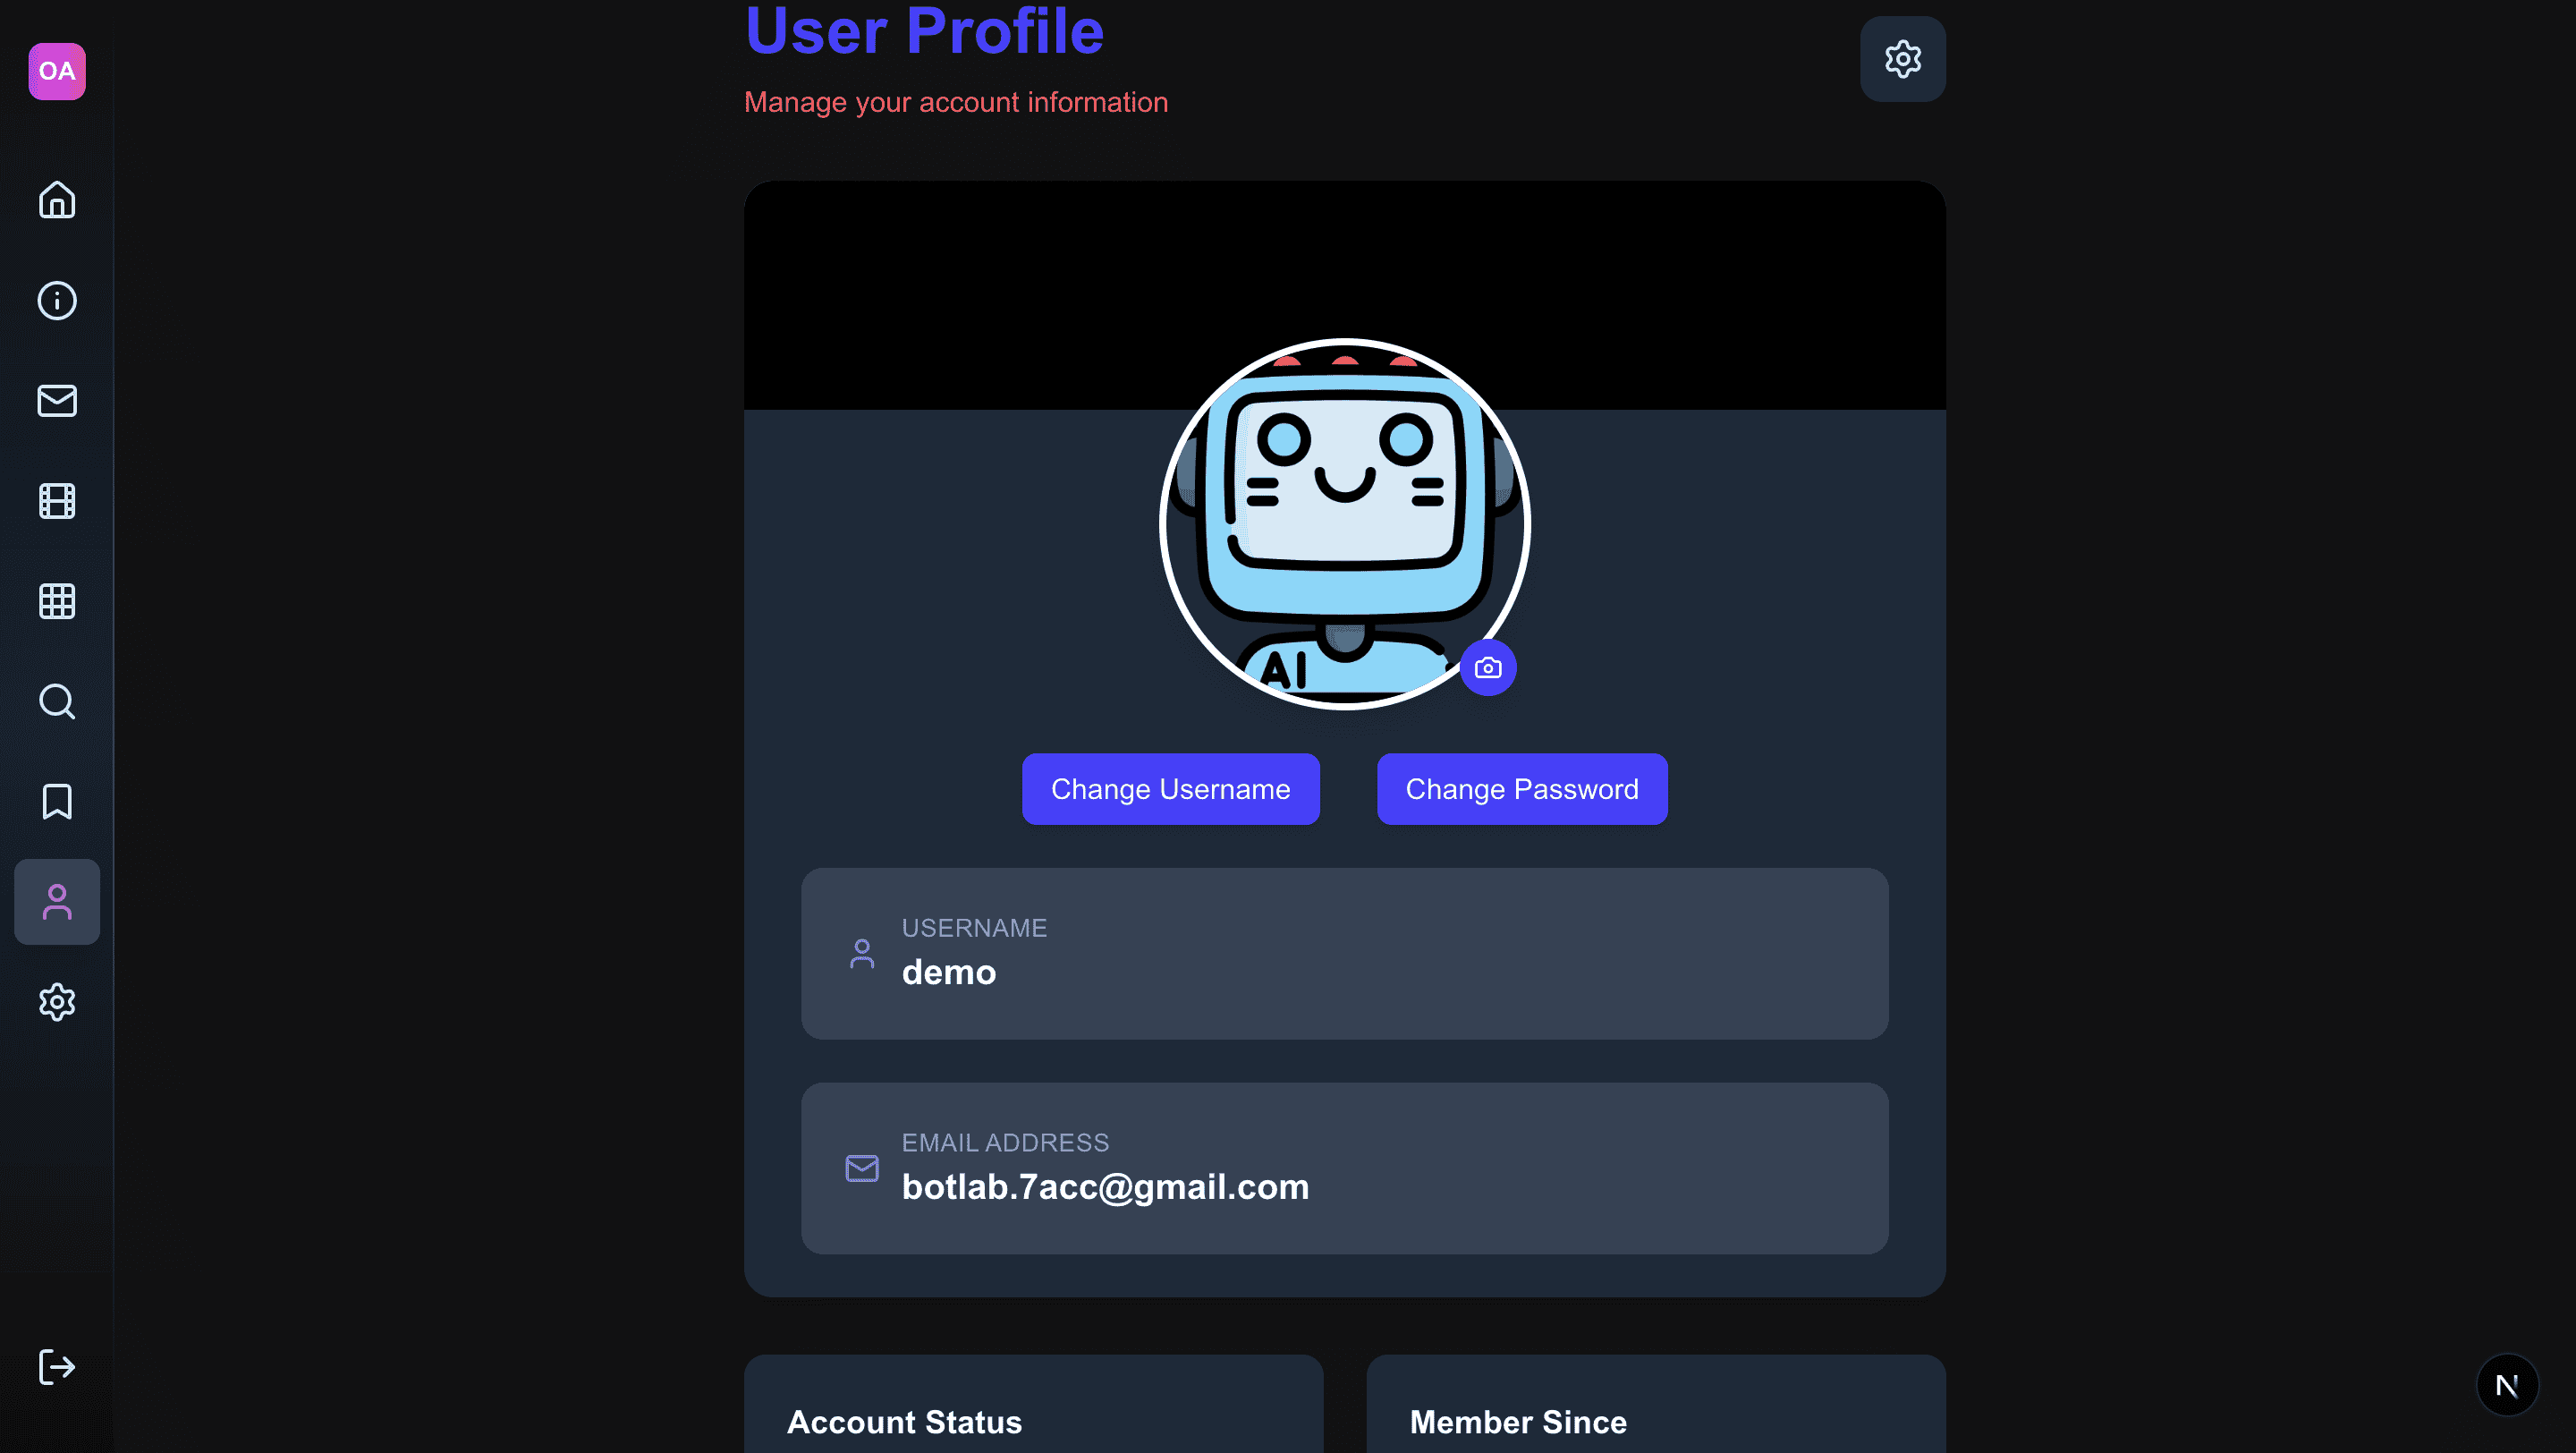 OA
User Profile
Manage your account information
AI
Change Username
Change Password
USERNAME
demo
EMAIL ADDRESS
botlab.7acc@gmail.com
Account Status
Member Since
N